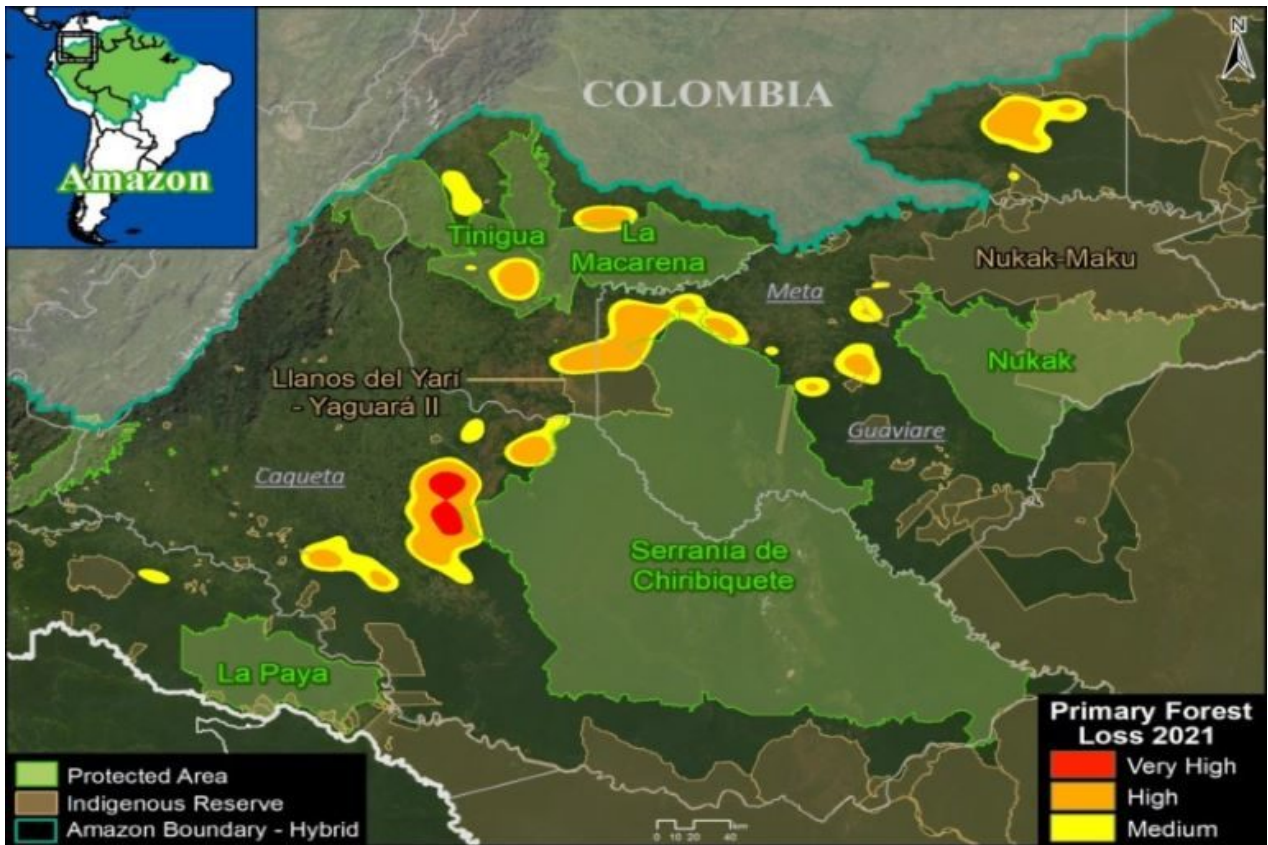 Amazon
COLOMBIA
N
Tinigua
La
Macarena
Nukak-Maku
Meta
Nukak
Llanos del Yarí
- Yaguará II
Guaviare
Caqueta
Serranía de
Chiribiquete
La Paya
Protected Area
Indigenous Reserve
Amazon Boundary - Hybrid
0 10 20 40 km
Primary Forest
Loss 2021
Very High
High
Medium